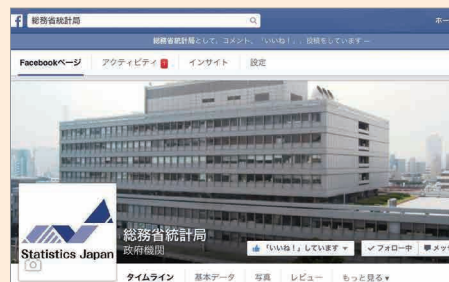 f 総務省統計局
ホー
総務省統計局として、コメント、「いいね!」、投稿をしています —
Facebookページ アクティビティ 1 インサイト 設定
Statistics Japan
総務省統計局
政府機関
「いいね!」しています フォロー中 メッ
タイムライン 基本データ 写真 レビュー もっと見る